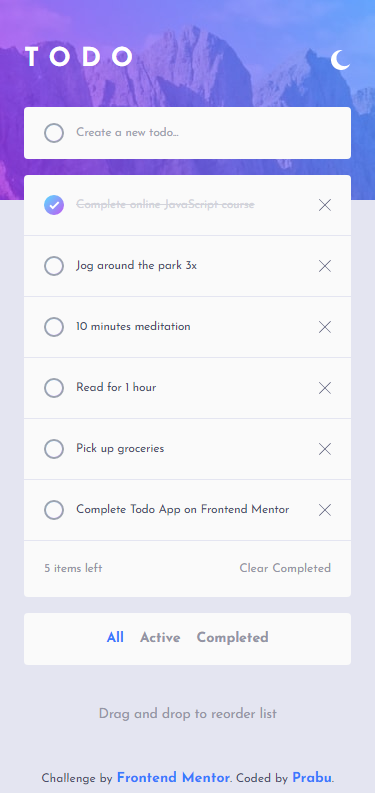 TODO
Create a new todo...
Complete online JavaScript course
Jog around the park 3x
10 minutes meditation
Read for 1 hour
Pick up groceries
Complete Todo App on Frontend Mentor
5 items left Clear Completed
All Active Completed
Drag and drop to reorder list
Challenge by Frontend Mentor. Coded by Prabu.